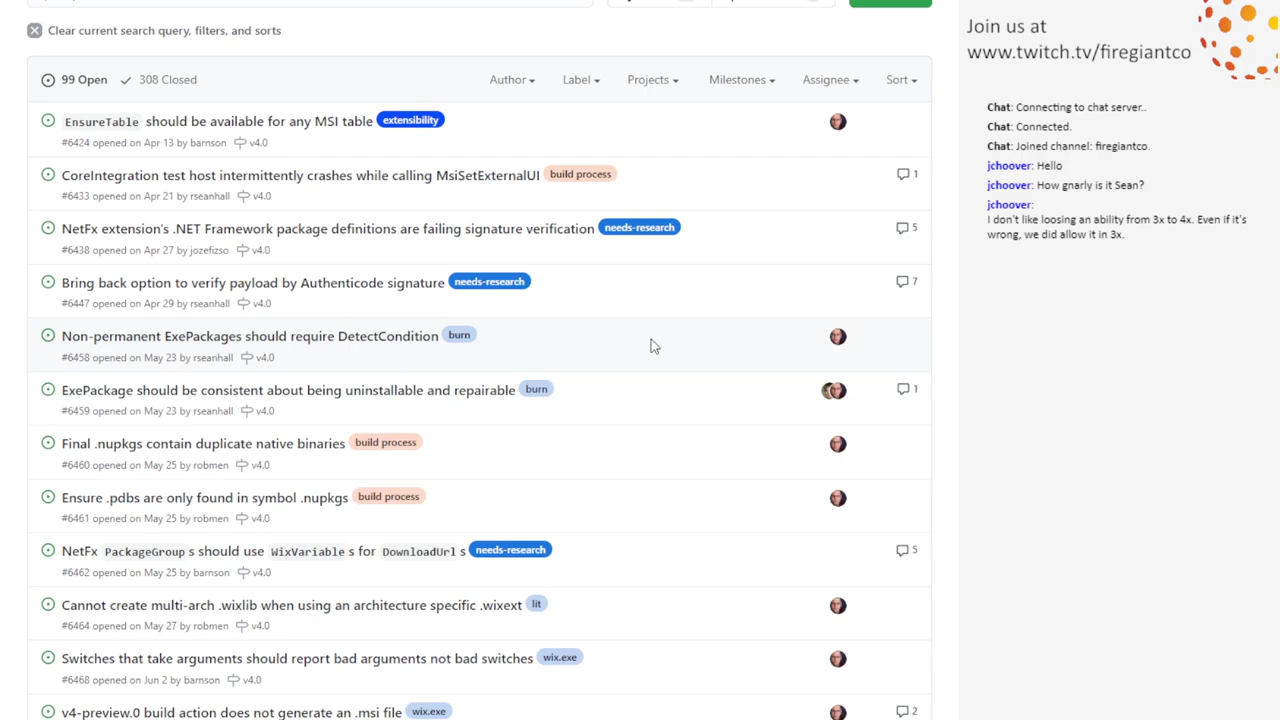 Clear current search query, filters, and sorts
99 Open 308 Closed Author Label Projects Milestones Assignee Sort
EnsureTable should be available for any MSI table extensibility
#6424 opened on Apr 13 by barnson v4.0
CoreIntegration test host intermittently crashes while calling MsiSetExternalUI build process 1
#6433 opened on Apr 21 by rseanhall v4.0
NetFx extension's .NET Framework package definitions are failing signature verification needs-research 5
#6438 opened on Apr 27 by jozefizso v4.0
Bring back option to verify payload by Authenticode signature needs-research 7
#6447 opened on Apr 29 by rseanhall v4.0
Non-permanent ExePackages should require DetectCondition burn
#6458 opened on May 23 by rseanhall v4.0
ExePackage should be consistent about being uninstallable and repairable burn 1
#6459 opened on May 23 by rseanhall v4.0
Final .nupkgs contain duplicate native binaries build process
#6460 opened on May 25 by robmen v4.0
Ensure .pdbs are only found in symbol .nupkgs build process
#6461 opened on May 25 by robmen v4.0
NetFx PackageGroup s should use WixVariable s for DownloadUrl s needs-research 5
#6462 opened on May 25 by barnson v4.0
Cannot create multi-arch .wixlib when using an architecture specific .wixext lit
#6464 opened on May 27 by robmen v4.0
Switches that take arguments should report bad arguments not bad switches wix.exe
#6468 opened on Jun 2 by barnson v4.0
v4-preview.0 build action does not generate an .msi file wix.exe 2
Join us at
www.twitch.tv/firegiantco
Chat: Connecting to chat server..
Chat: Connected.
Chat: Joined channel: firegiantco.
jchoover: Hello
jchoover: How gnarly is it Sean?
jchoover:
I don't like loosing an ability from 3x to 4x. Even if it's
wrong, we did allow it in 3x.